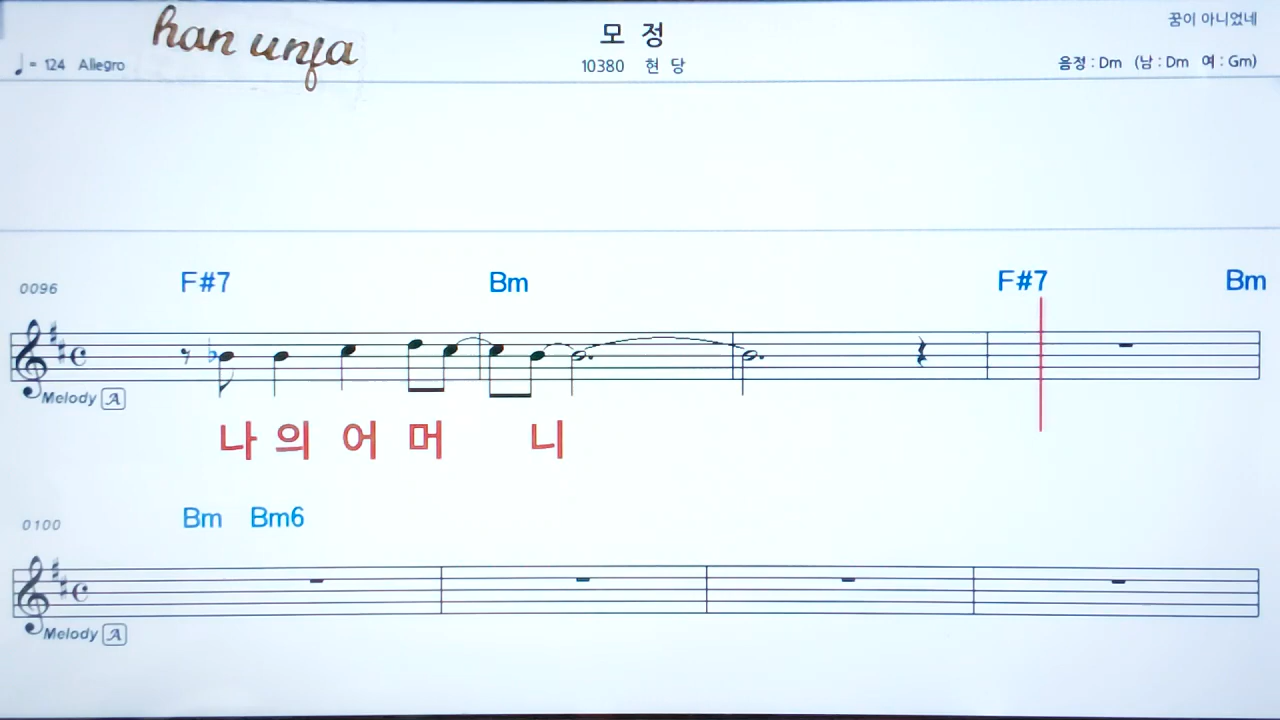 han unja
모 정
꿈이 아니었네
♩= 124 Allegro
10380 현 당
음정 : Dm (남 : Dm 여 : Gm)
0096
F#7 Bm F#7 Bm
Melody A
나 의 어 머 니
0100
Bm Bm6
Melody A